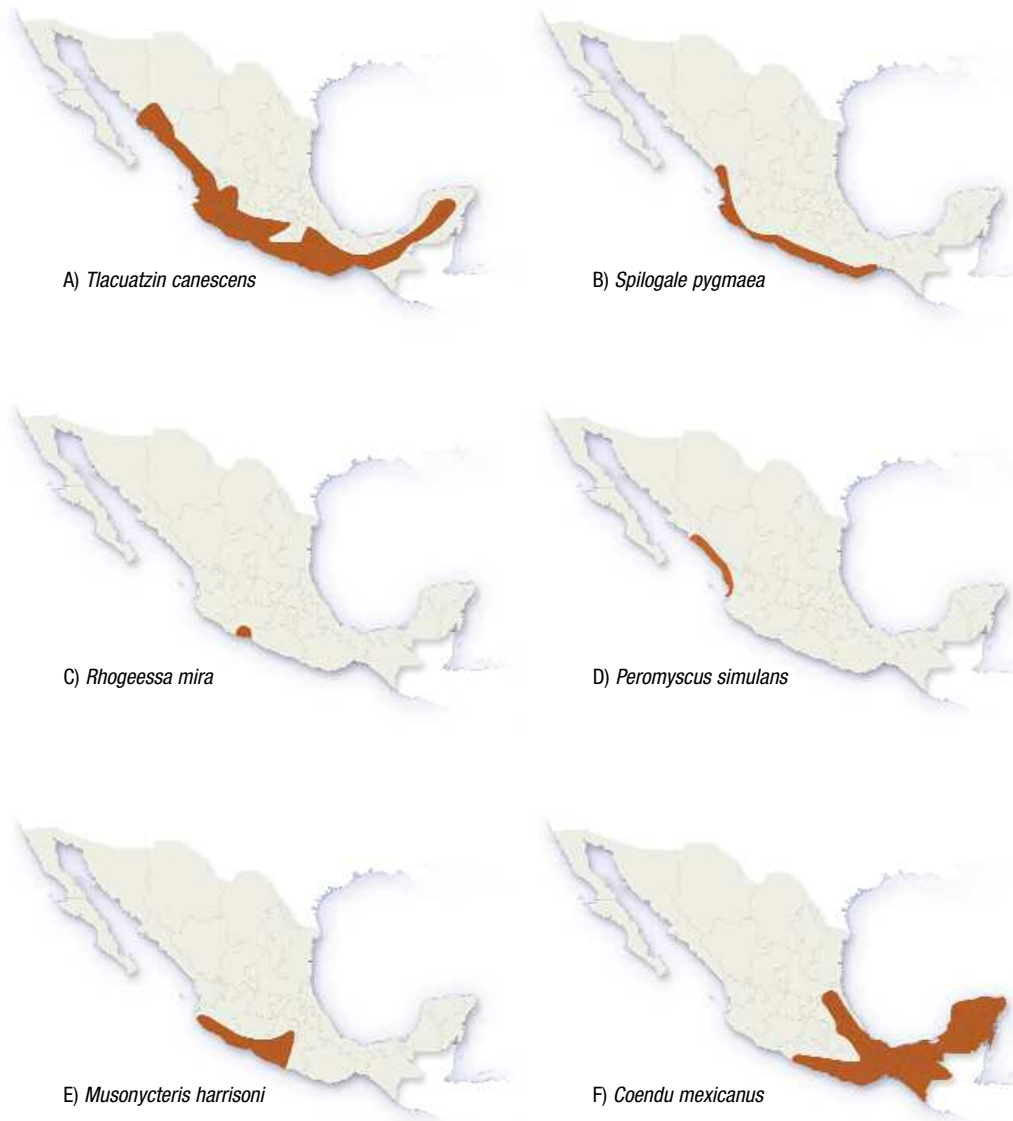 A) Tlacuatzin canescens
B) Spilogale pygmaea
C) Rhogeessa mira
D) Peromyscus simulans
E) Musonycteris harrisoni
F) Coendu mexicanus